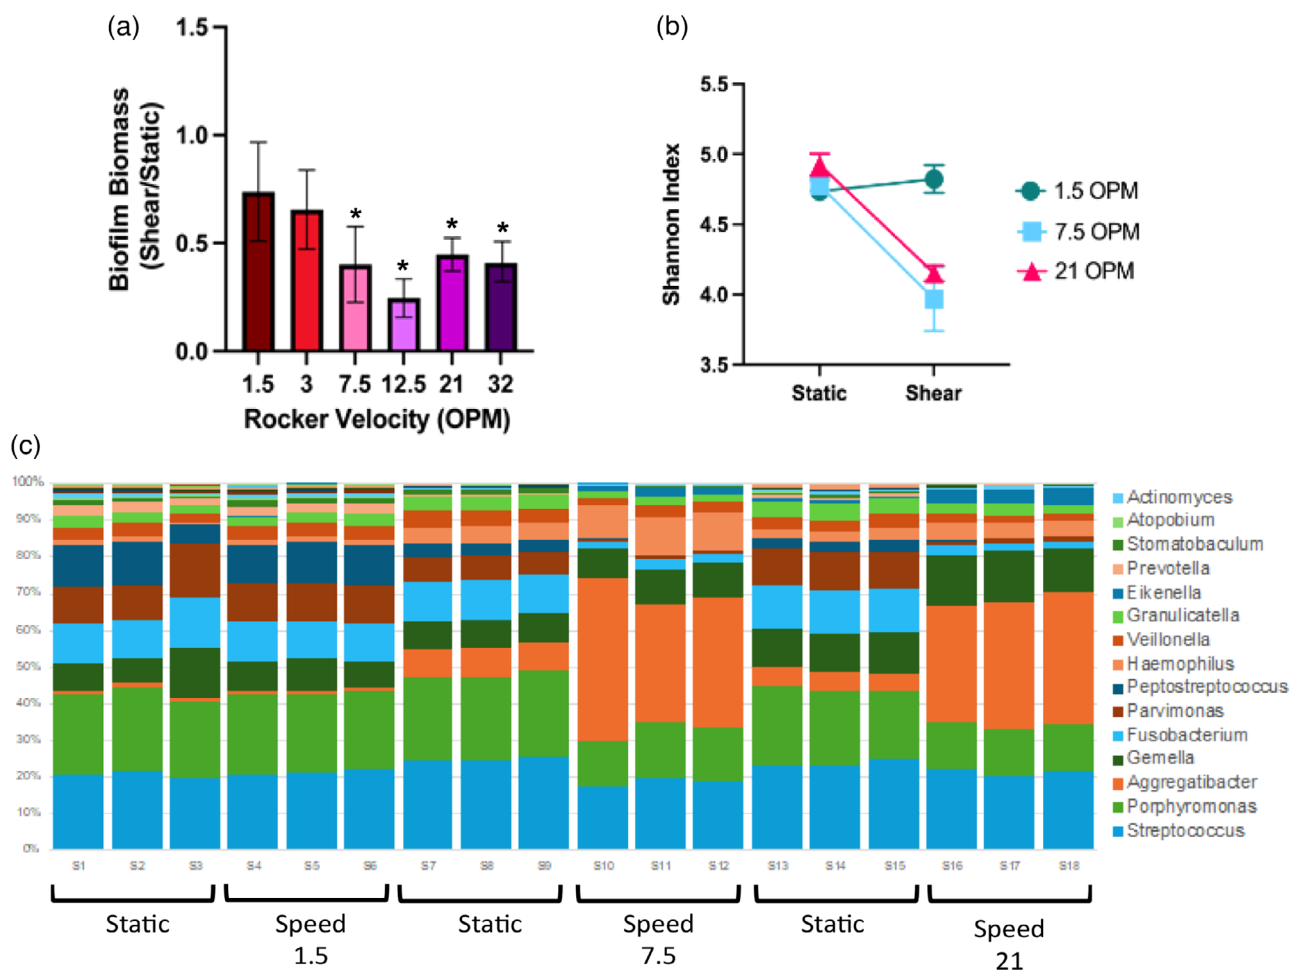 (a)
1.5
1.0
0.5
0.0
Biofilm Biomass
(Shear/Static)
* * * *
1.5 3 7.5 12.5 21 32
Rocker Velocity (OPM)
(b)
5.5
5.0
4.5
4.0
3.5
Shannon Index
Static Shear
1.5 OPM
7.5 OPM
21 OPM
(c)
100%
90%
80%
70%
60%
50%
40%
30%
20%
10%
0%
S1 S2 S3 S4 S5 S6 S7 S8 S9 S10 S11 S12 S13 S14 S15 S16 S17 S18
Static Speed Static Speed Static Speed
1.5 7.5 21
Actinomyces
Atopobium
Stomatobaculum
Prevotella
Eikenella
Granulicatella
Veillonella
Haemophilus
Peptostreptococcus
Parvimonas
Fusobacterium
Gemella
Aggregatibacter
Porphyromonas
Streptococcus